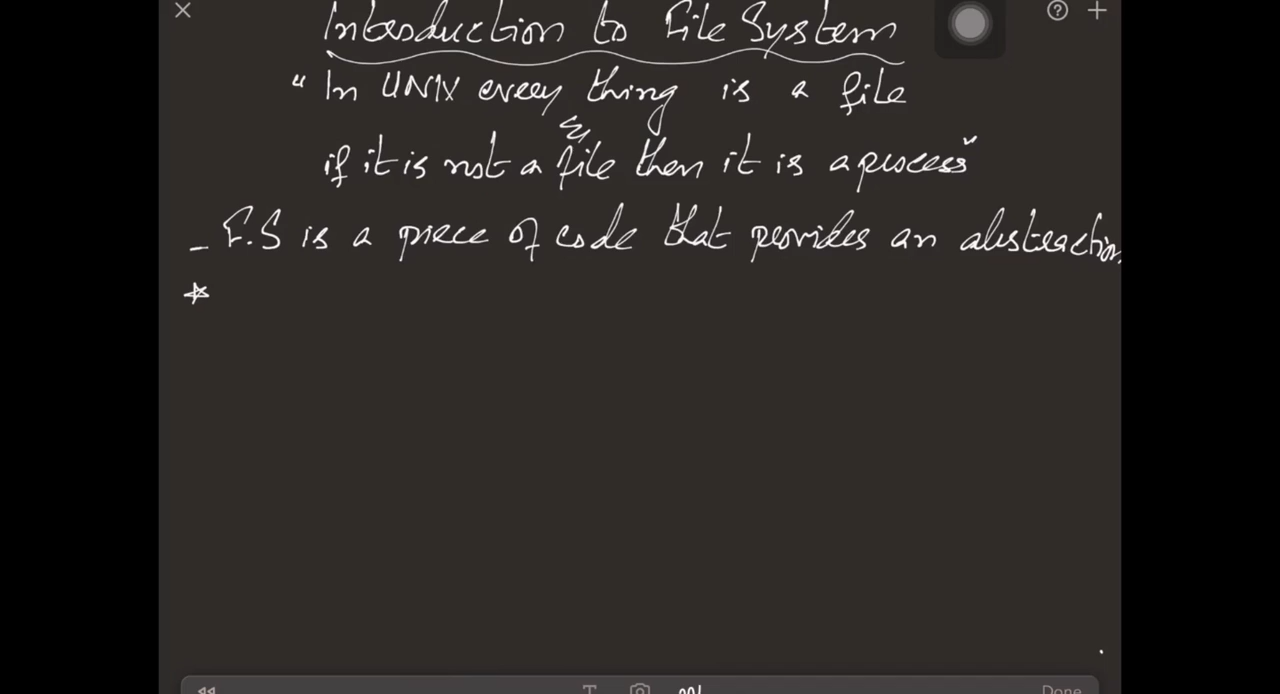 Introduction to File System
"In UNIX every thing is a file
if it is not a file then it is a process"
- F.S is a piece of code that provides an abstraction
Done